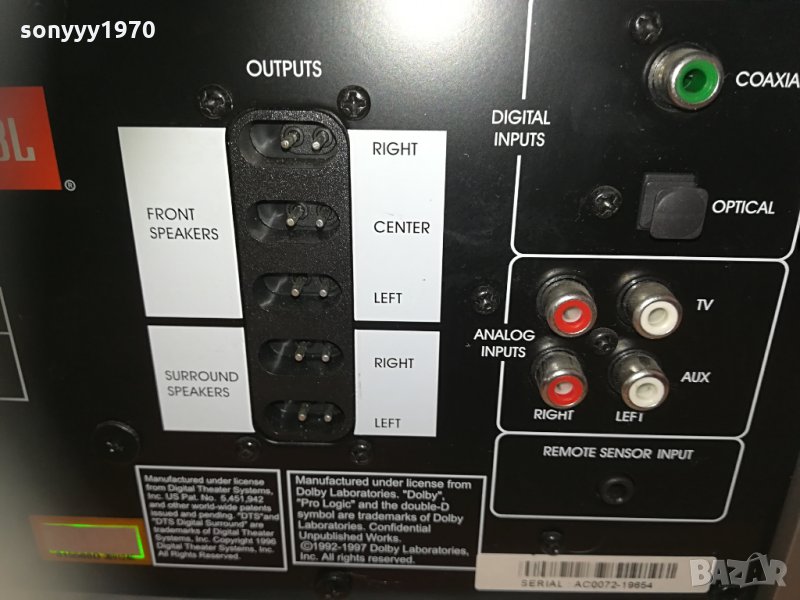 sonyyy1970
OUTPUTS
COAXIA
DIGITAL
INPUTS
BL
®
RIGHT
FRONT
SPEAKERS
CENTER
OPTICAL
LEFT
TV
ANALOG
INPUTS
SURROUND
SPEAKERS
RIGHT
AUX
LEFT
RIGHT
LEFT
REMOTE SENSOR INPUT
Manufactured under license
from Digital Theater Systems,
Inc. US Pat. No. 5,451,942
and other world-wide patents
issued and pending. "DTS"and
"DTS Digital Surround" are
trademarks of Digital Theater
Systems, Inc. Copyright 1996
Digital Theater Systems, Inc.
All Rights Reserved.
Manufactured under license from
Dolby Laboratories. "Dolby",
"Pro Logic" and the double-D
symbol are trademarks of Dolby
Laboratories. Confidential
Unpublished Works.
©1992-1997 Dolby Laboratories,
Inc. All rights reserved.
SERIAL : AC0072-19654
BAZAR